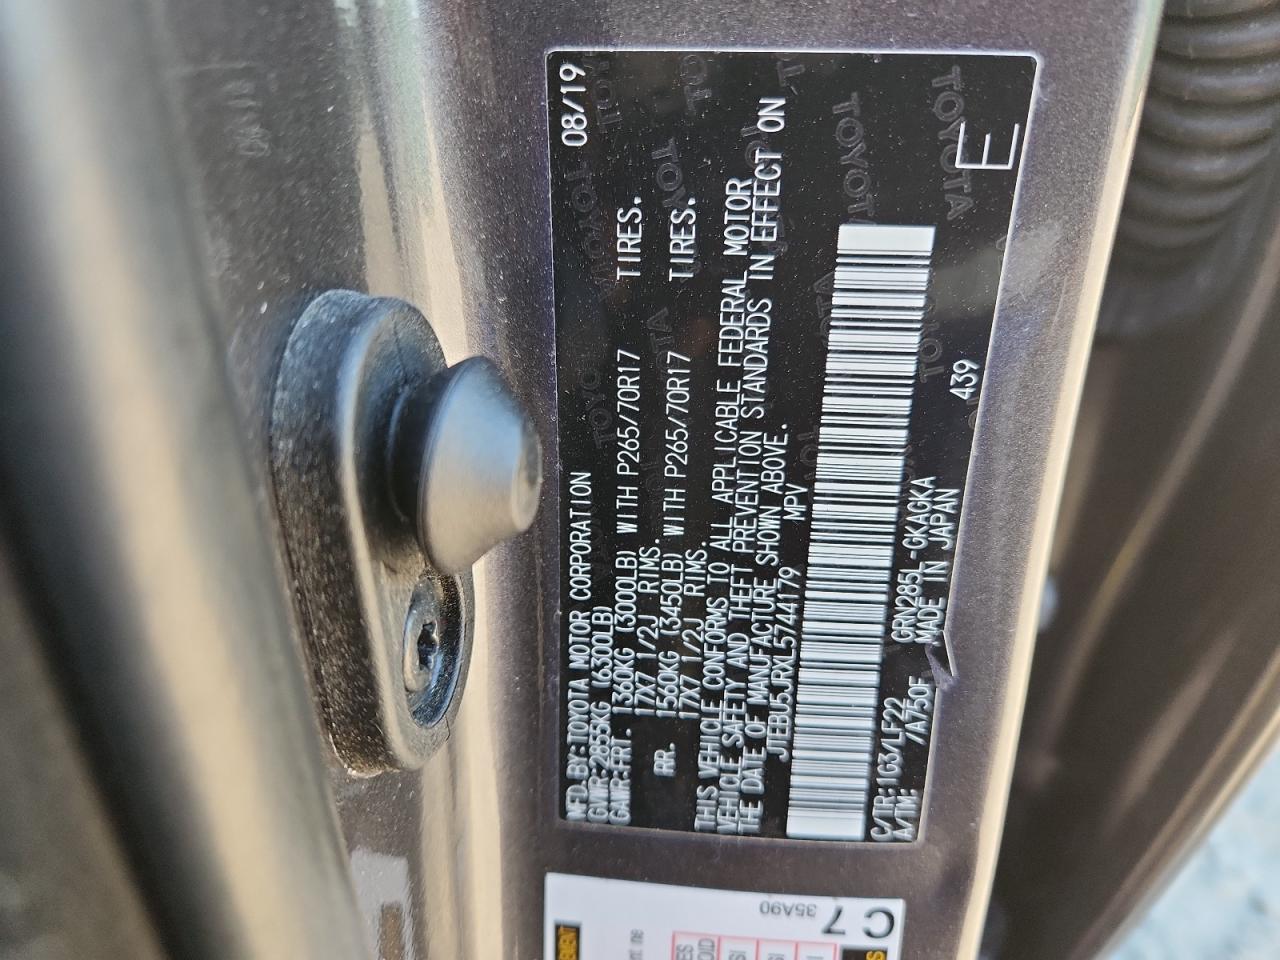 MFD. BY: TOYOTA MOTOR CORPORATION 08/19
GVWR: 2855KG (6300LB)
GAWR: FRT. 1360KG (3000LB) WITH P265/70R17 TIRES.
17X7 1/2J RIMS.
RR. 1560KG (3450LB) WITH P265/70R17 TIRES.
17X7 1/2J RIMS.
THIS VEHICLE CONFORMS TO ALL APPLICABLE FEDERAL MOTOR
VEHICLE SAFETY AND THEFT PREVENTION STANDARDS IN EFFECT ON
THE DATE OF MANUFACTURE SHOWN ABOVE.
JTEBU5JRXL5744179 MPV
C/TR: 1G3/LF22 GRN285L-GKAGKA 439
A/TM: /A750F MADE IN JAPAN
E
C7
35A90